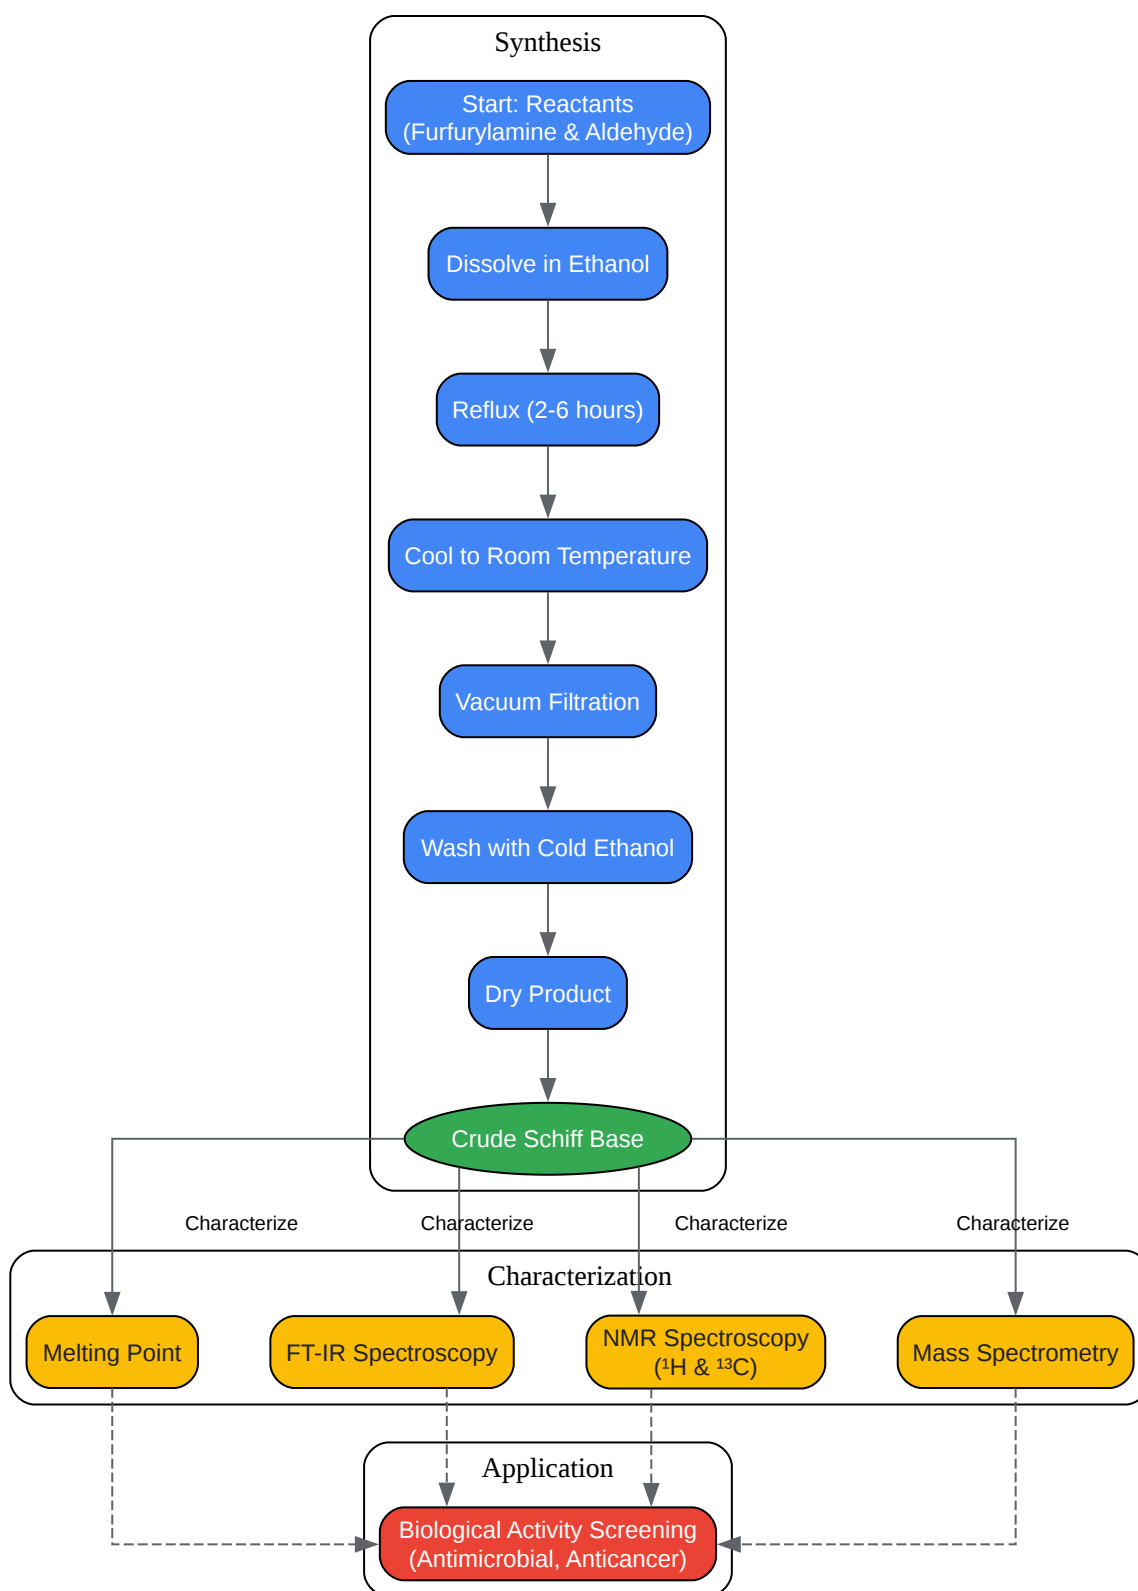 Synthesis
Start: Reactants
(Furfurylamine & Aldehyde)
Dissolve in Ethanol
Reflux (2-6 hours)
Cool to Room Temperature
Vacuum Filtration
Wash with Cold Ethanol
Dry Product
Crude Schiff Base
Characterize
Characterize
Characterize
Characterize
Characterization
Melting Point
FT-IR Spectroscopy
NMR Spectroscopy
(¹H & ¹³C)
Mass Spectrometry
Application
Biological Activity Screening
(Antimicrobial, Anticancer)